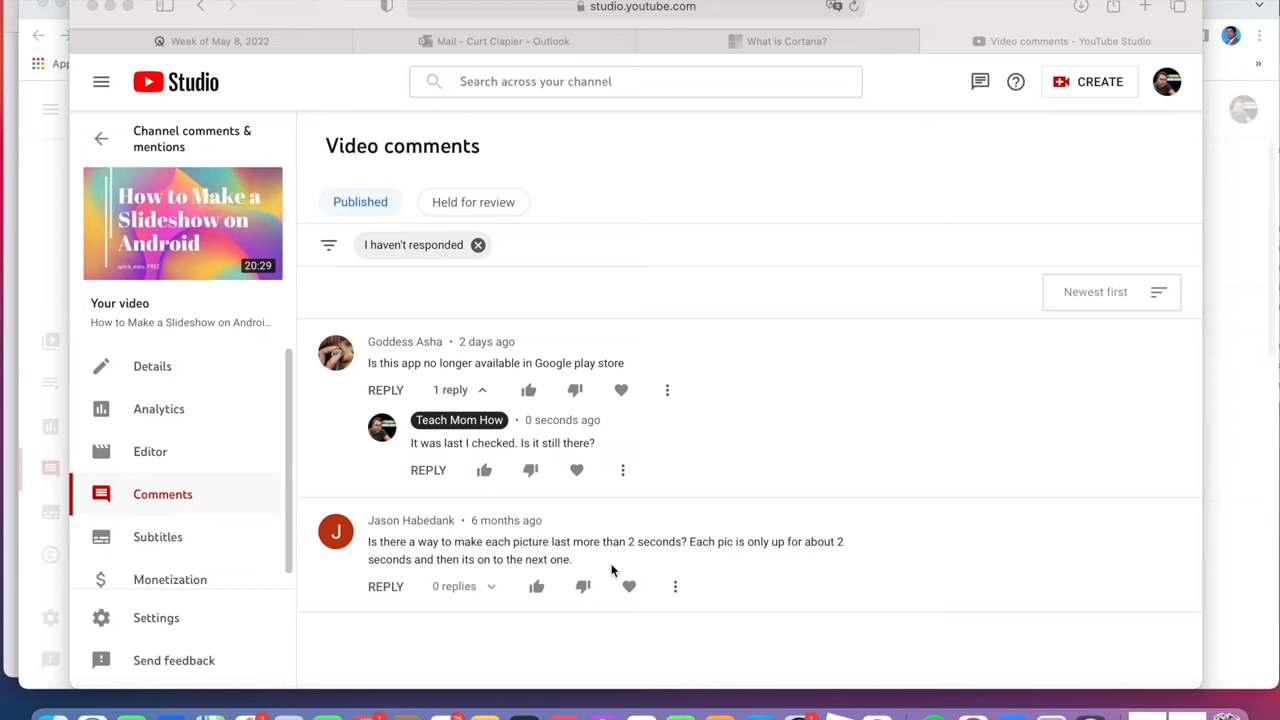 studio.youtube.com
Week of May 8, 2022
Mail - Curt Clapier - Outlook
What is Cortana?
Video comments - YouTube Studio
App
»
Studio
Search across your channel
CREATE
Channel comments &
mentions
How to Make a
Slideshow on
Android
quick, easy, FREE
20:29
Your video
How to Make a Slideshow on Androi...
Details
Analytics
Editor
Comments
Subtitles
Monetization
Settings
Send feedback
Video comments
Published
Held for review
I haven't responded
Newest first
Goddess Asha • 2 days ago
Is this app no longer available in Google play store
REPLY 1 reply
Teach Mom How • 0 seconds ago
It was last I checked. Is it still there?
REPLY
J
Jason Habedank • 6 months ago
Is there a way to make each picture last more than 2 seconds? Each pic is only up for about 2
seconds and then its on to the next one.
REPLY 0 replies